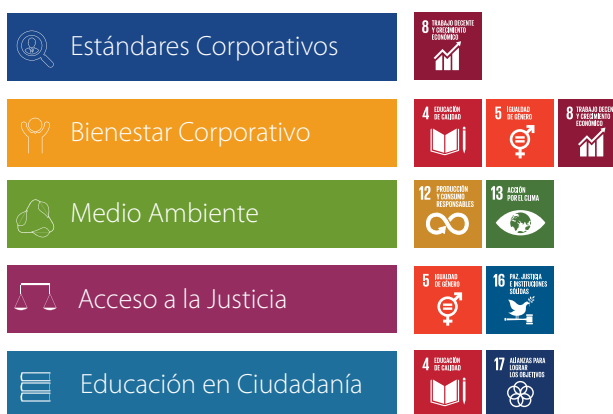 Estándares Corporativos
8 TRABAJO DECENTE
Y CRECIMIENTO
ECONÓMICO
Bienestar Corporativo
4 EDUCACIÓN
DE CALIDAD
5 IGUALDAD
DE GÉNERO
8 TRABAJO DECENTE
Y CRECIMIENTO
ECONÓMICO
Medio Ambiente
12 PRODUCCIÓN
Y CONSUMO
RESPONSABLES
13 ACCIÓN
POR EL CLIMA
Acceso a la Justicia
5 IGUALDAD
DE GÉNERO
16 PAZ, JUSTICIA
E INSTITUCIONES
SÓLIDAS
Educación en Ciudadanía
4 EDUCACIÓN
DE CALIDAD
17 ALIANZAS PARA
LOGRAR
LOS OBJETIVOS